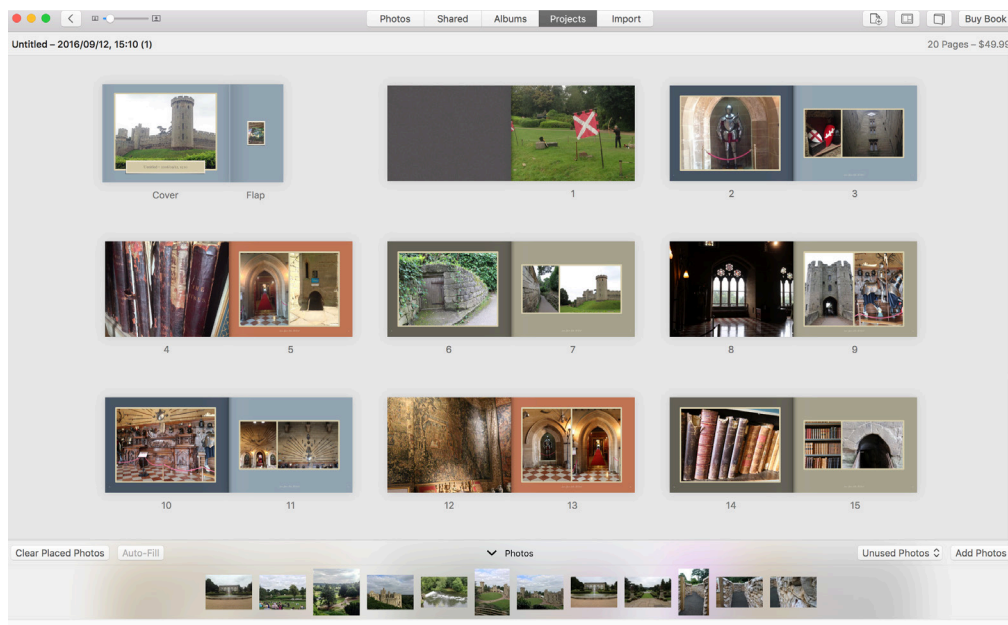 Photos Shared Albums Projects Import
Buy Book
Untitled – 2016/09/12, 15:10 (1)
20 Pages – $49.99
Cover Flap
1
2 3
4 5
6 7
8 9
10 11
12 13
14 15
Clear Placed Photos Auto-Fill
Photos
Unused Photos Add Photos